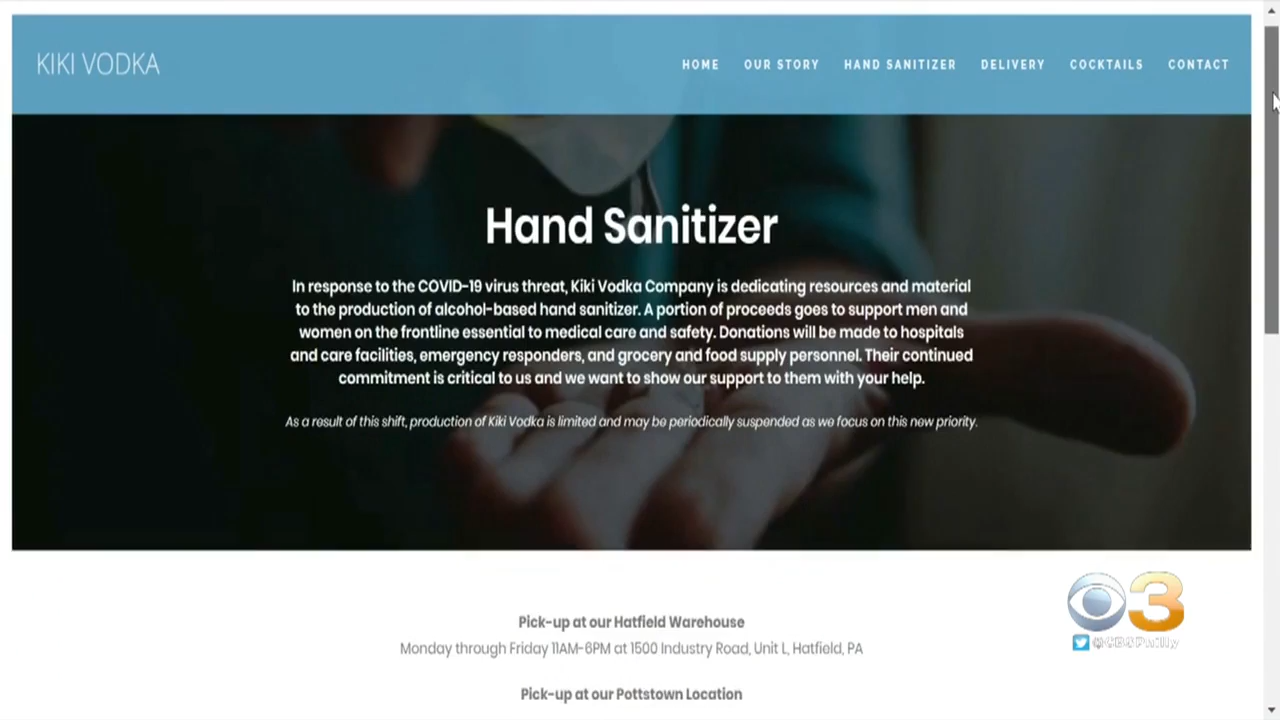 KIKI VODKA
HOME OUR STORY HAND SANITIZER DELIVERY COCKTAILS CONTACT
Hand Sanitizer
In response to the COVID-19 virus threat, Kiki Vodka Company is dedicating resources and material
to the production of alcohol-based hand sanitizer. A portion of proceeds goes to support men and
women on the frontline essential to medical care and safety. Donations will be made to hospitals
and care facilities, emergency responders, and grocery and food supply personnel. Their continued
commitment is critical to us and we want to show our support to them with your help.
As a result of this shift, production of Kiki Vodka is limited and may be periodically suspended as we focus on this new priority.
Pick-up at our Hatfield Warehouse
Monday through Friday 11AM-6PM at 1500 Industry Road, Unit L, Hatfield, PA
Pick-up at our Pottstown Location
3
@CBSPhilly